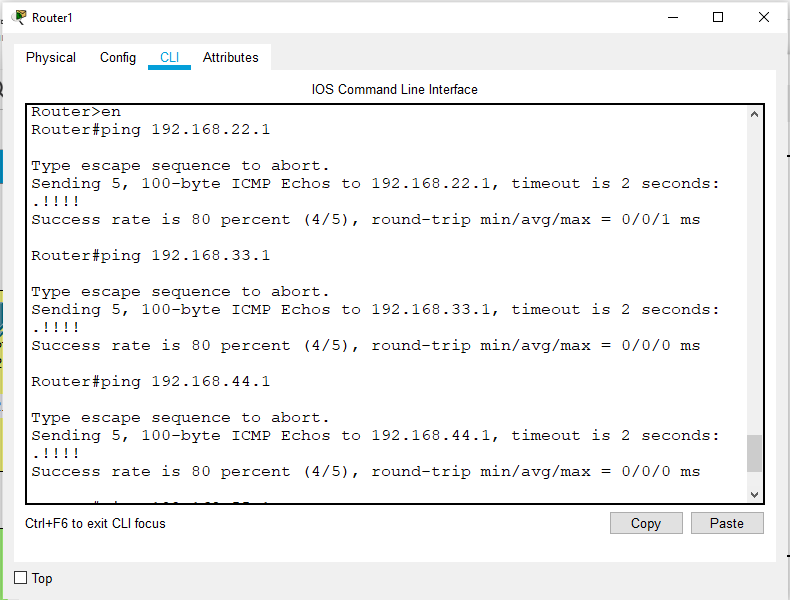 Router1
Physical Config CLI Attributes
IOS Command Line Interface
Router>en
Router#ping 192.168.22.1
Type escape sequence to abort.
Sending 5, 100-byte ICMP Echos to 192.168.22.1, timeout is 2 seconds:
.!!!!
Success rate is 80 percent (4/5), round-trip min/avg/max = 0/0/1 ms
Router#ping 192.168.33.1
Type escape sequence to abort.
Sending 5, 100-byte ICMP Echos to 192.168.33.1, timeout is 2 seconds:
.!!!!
Success rate is 80 percent (4/5), round-trip min/avg/max = 0/0/0 ms
Router#ping 192.168.44.1
Type escape sequence to abort.
Sending 5, 100-byte ICMP Echos to 192.168.44.1, timeout is 2 seconds:
.!!!!
Success rate is 80 percent (4/5), round-trip min/avg/max = 0/0/0 ms
Ctrl+F6 to exit CLI focus
Copy Paste
Top